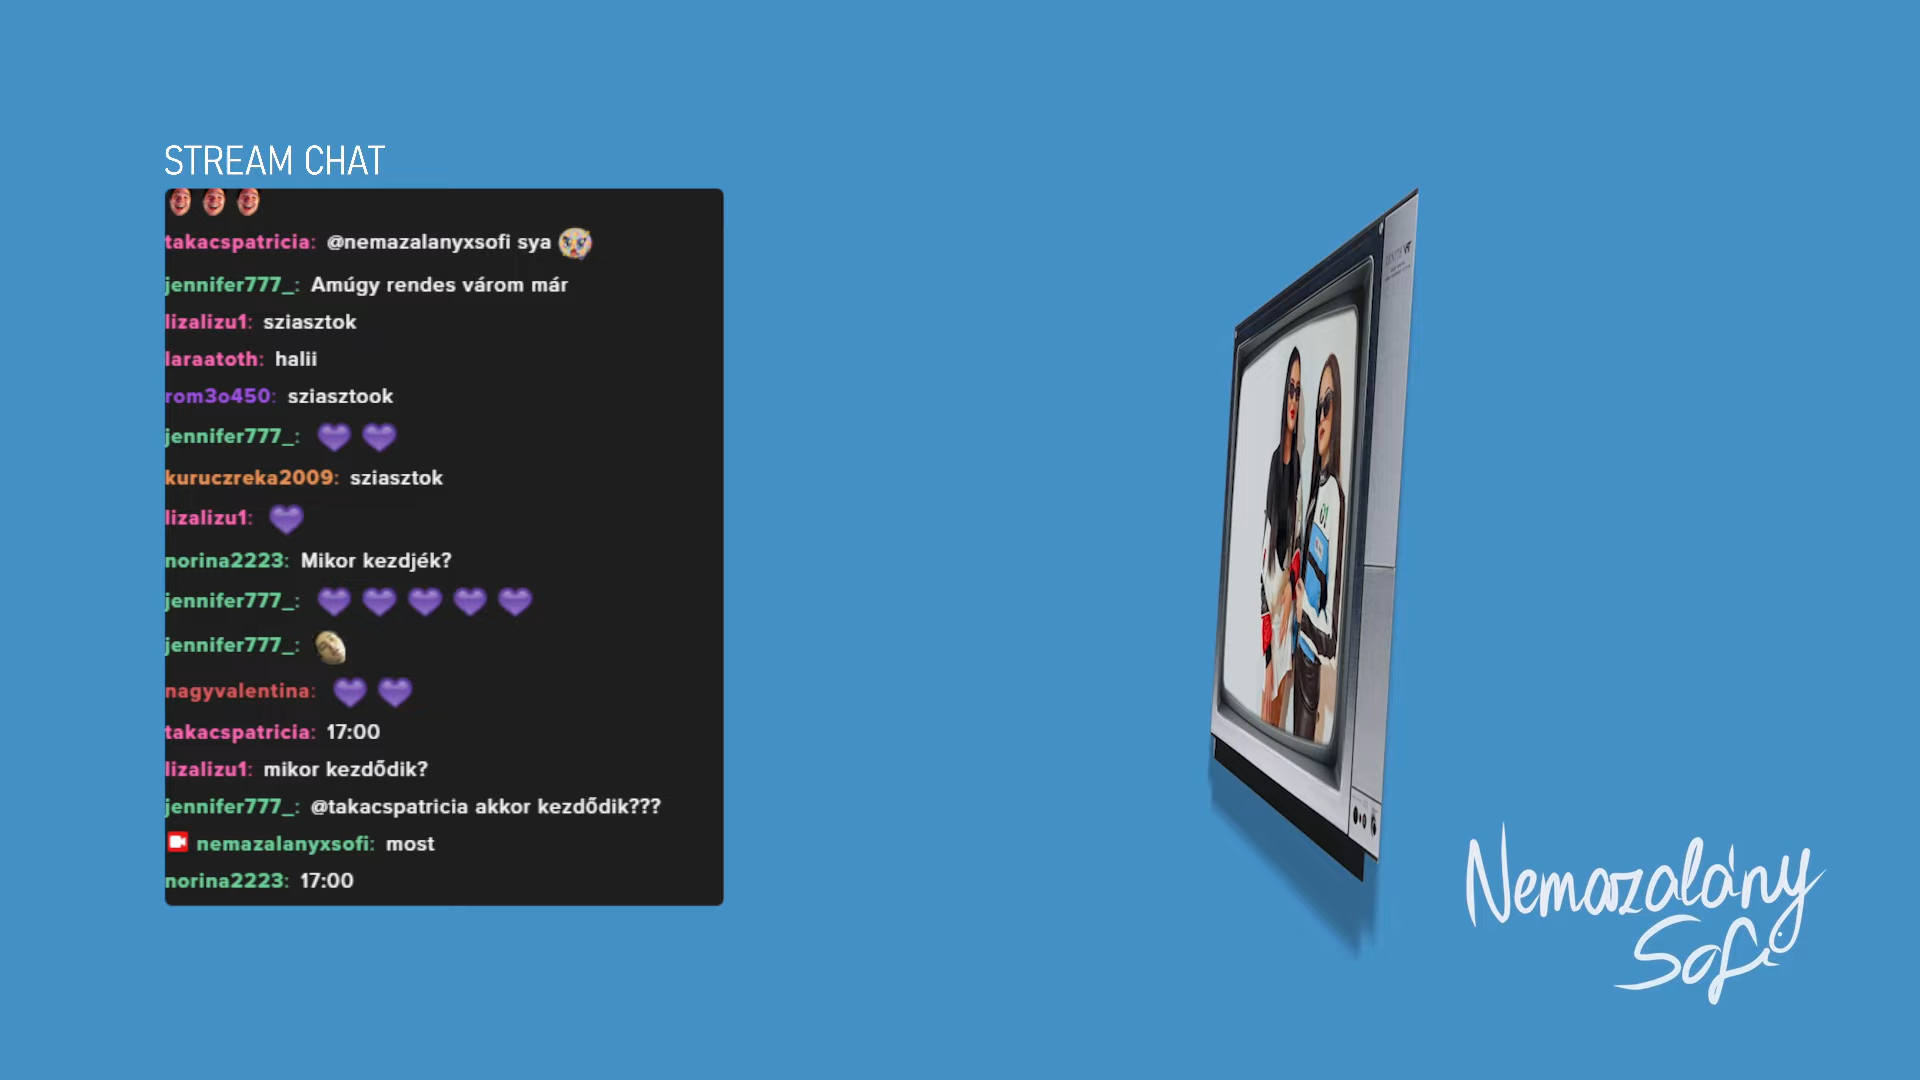 STREAM CHAT
takacspatricia: @nemazalanyxsofi sya
jennifer777_: Amúgy rendes várom már
lizalizu1: sziasztok
laraatoth: halii
rom3o450: sziasztook
jennifer777_:
kuruczreka2009: sziasztok
lizalizu1:
norina2223: Mikor kezdjék?
jennifer777_:
jennifer777_:
nagyvalentina:
takacspatricia: 17:00
lizalizu1: mikor kezdődik?
jennifer777_: @takacspatricia akkor kezdődik???
nemazalanyxsofi: most
norina2223: 17:00
Nemazalány
Sofi